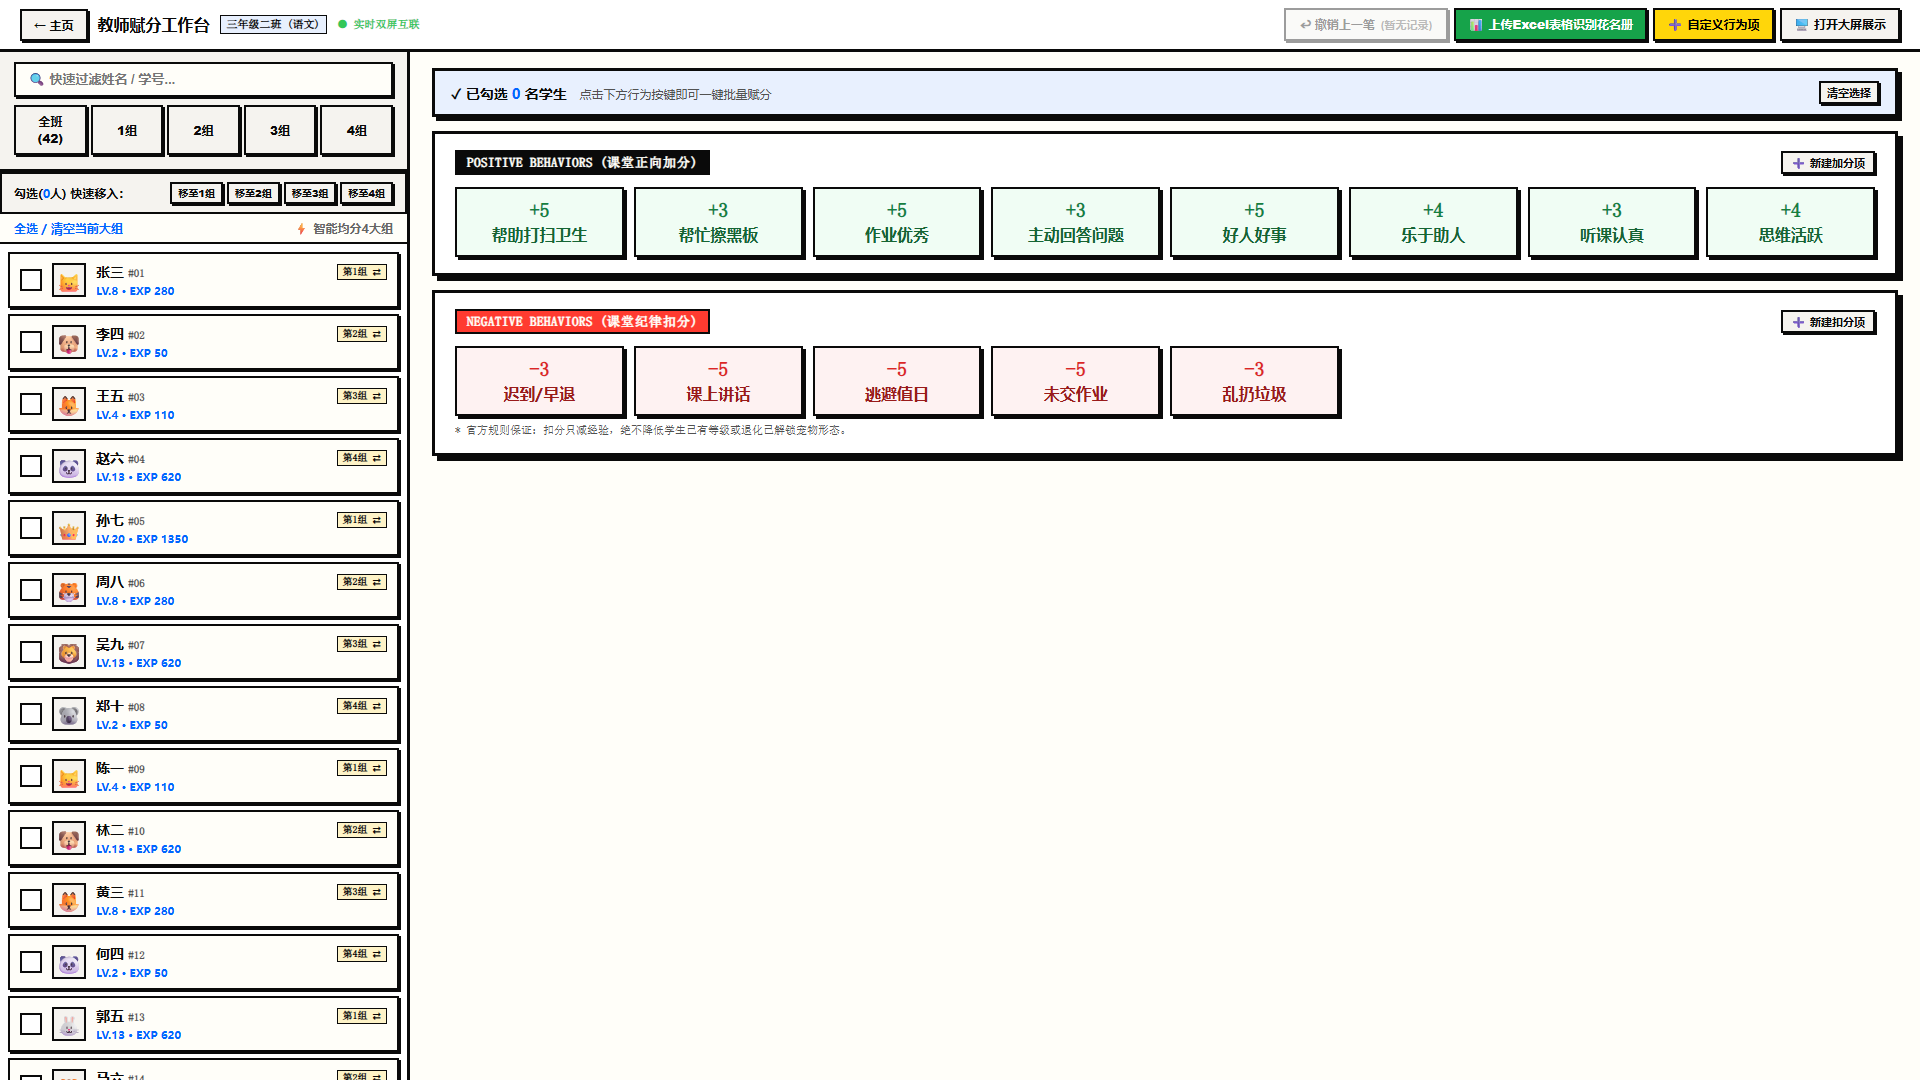 ← 主页
教师赋分工作台
三年级二班 (语文)
实时双屏互联
↩ 撤销上一笔 (暂无记录)
上传Excel表格识别花名册
自定义行为项
打开大屏展示
快速过滤姓名 / 学号...
全班 (42)
1组
2组
3组
4组
勾选(0人) 快速移入:
移至1组
移至2组
移至3组
移至4组
全选 / 清空当前大组
智能均分4大组
张三 #01
第1组 ⇄
LV.8 • EXP 280
李四 #02
第2组 ⇄
LV.2 • EXP 50
王五 #03
第3组 ⇄
LV.4 • EXP 110
赵六 #04
第4组 ⇄
LV.13 • EXP 620
孙七 #05
第1组 ⇄
LV.20 • EXP 1350
周八 #06
第2组 ⇄
LV.8 • EXP 280
吴九 #07
第3组 ⇄
LV.13 • EXP 620
郑十 #08
第4组 ⇄
LV.2 • EXP 50
陈一 #09
第1组 ⇄
LV.4 • EXP 110
林二 #10
第2组 ⇄
LV.13 • EXP 620
黄三 #11
第3组 ⇄
LV.8 • EXP 280
何四 #12
第4组 ⇄
LV.2 • EXP 50
郭五 #13
第1组 ⇄
LV.13 • EXP 620
马六 #14
第2组 ⇄
✓ 已勾选 0 名学生
点击下方行为按键即可一键批量赋分
清空选择
POSITIVE BEHAVIORS (课堂正向加分)
新建加分项
+5
帮助打扫卫生
+3
帮忙擦黑板
+5
作业优秀
+3
主动回答问题
+5
好人好事
+4
乐于助人
+3
听课认真
+4
思维活跃
NEGATIVE BEHAVIORS (课堂纪律扣分)
新建扣分项
−3
迟到/早退
−5
课上讲话
−5
逃避值日
−5
未交作业
−3
乱扔垃圾
* 官方规则保证: 扣分只减经验, 绝不降低学生已有等级或退化已解锁宠物形态。